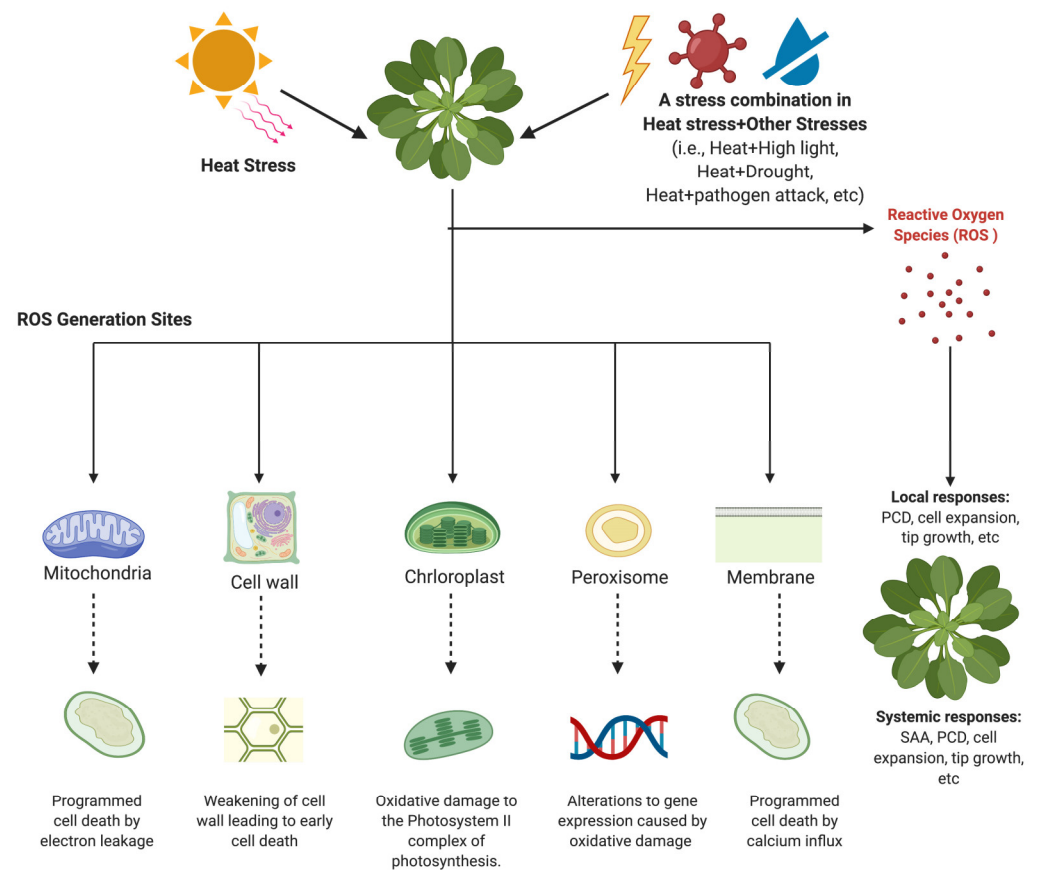 Heat Stress
A stress combination in
Heat stress+Other Stresses
(i.e., Heat+High light,
Heat+Drought,
Heat+pathogen attack, etc)
Reactive Oxygen
Species (ROS )
ROS Generation Sites
Mitochondria
Cell wall
Chrloroplast
Peroxisome
Membrane
Local responses:
PCD, cell expansion,
tip growth, etc
Systemic responses:
SAA, PCD, cell
expansion, tip growth,
etc
Programmed
cell death by
electron leakage
Weakening of cell
wall leading to early
cell death
Oxidative damage to
the Photosystem II
complex of
photosynthesis.
Alterations to gene
expression caused by
oxidative damage
Programmed
cell death by
calcium influx